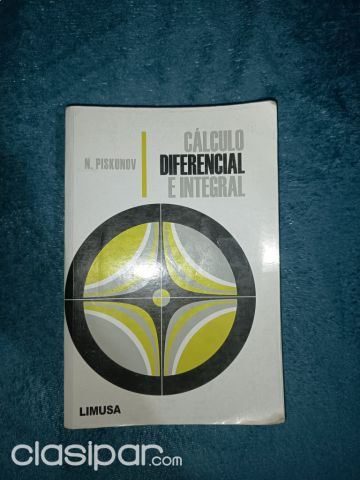 N. PISKUNOV
CÁLCULO
DIFERENCIAL
E INTEGRAL
LIMUSA
clasipar.com